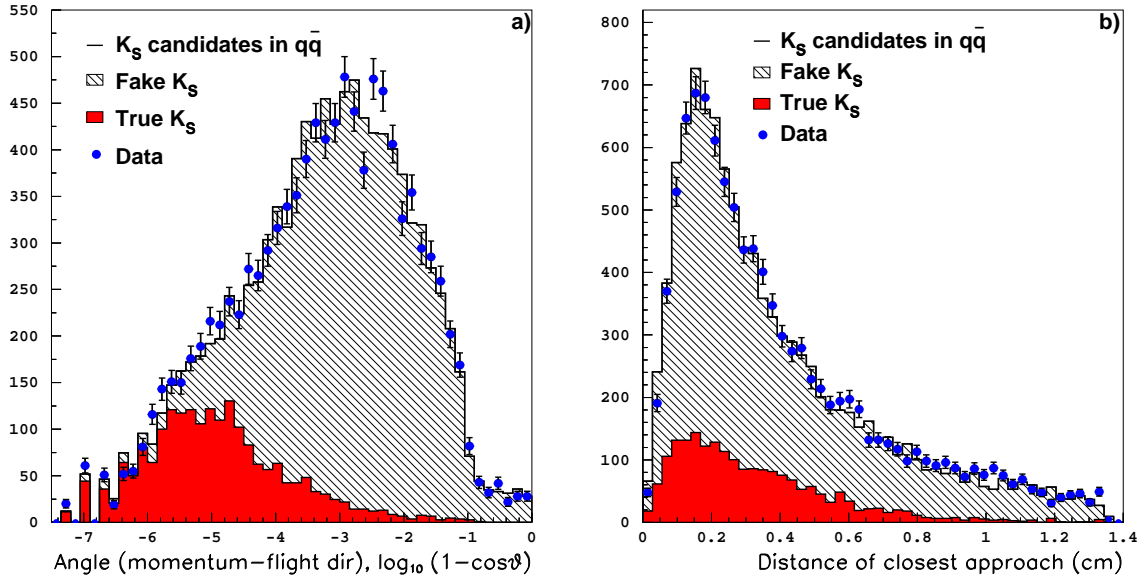 a)
K_S candidates in qq̄
Fake K_S
True K_S
Data
550
500
450
400
350
300
250
200
150
100
50
0
-7 -6 -5 -4 -3 -2 -1 0
Angle (momentum–flight dir), log₁₀ (1-cosϑ)
b)
K_S candidates in qq̄
Fake K_S
True K_S
Data
800
700
600
500
400
300
200
100
0
0 0.2 0.4 0.6 0.8 1 1.2 1.4
Distance of closest approach (cm)